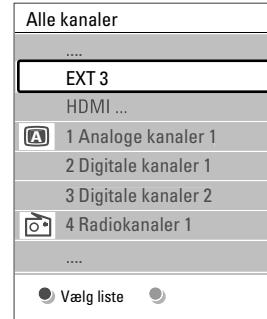 Alle kanaler
....
EXT 3
HDMI ...
A 1 Analoge kanaler 1
2 Digitale kanaler 1
3 Digitale kanaler 2
4 Radiokanaler 1
....
Vælg liste